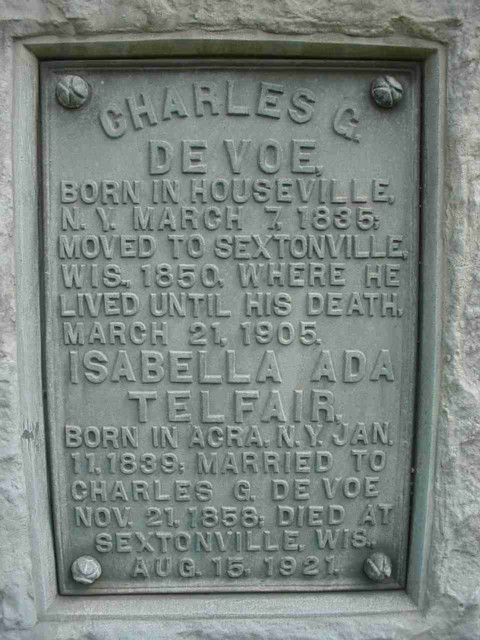 CHARLES G.
DE VOE,
BORN IN HOUSEVILLE,
N.Y. MARCH 7, 1835;
MOVED TO SEXTONVILLE,
WIS., 1850, WHERE HE
LIVED UNTIL HIS DEATH,
MARCH 21, 1905.
ISABELLA ADA
TELFAIR,
BORN IN ACRA, N.Y. JAN.
11, 1839; MARRIED TO
CHARLES G. DE VOE
NOV. 21, 1858; DIED AT
SEXTONVILLE, WIS.,
AUG. 15, 1921.